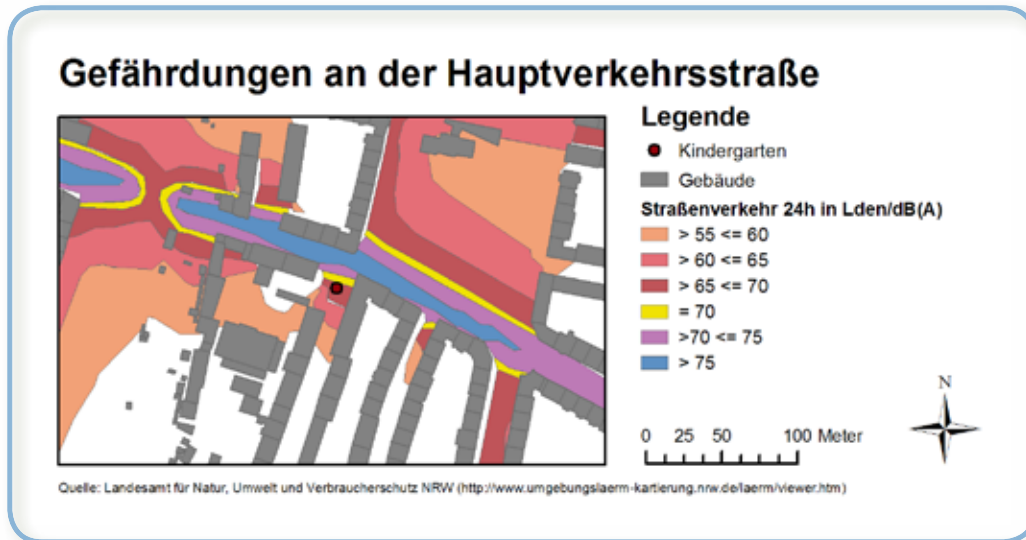 Gefährdungen an der Hauptverkehrsstraße
Legende
Kindergarten
Gebäude
Straßenverkehr 24h in Lden/dB(A)
> 55 <= 60
> 60 <= 65
> 65 <= 70
= 70
>70 <= 75
> 75
N
0 25 50 100 Meter
Quelle: Landesamt für Natur, Umwelt und Verbraucherschutz NRW (http://www.umgebungslaerm-kartierung.nrw.de/laerm/viewer.htm)